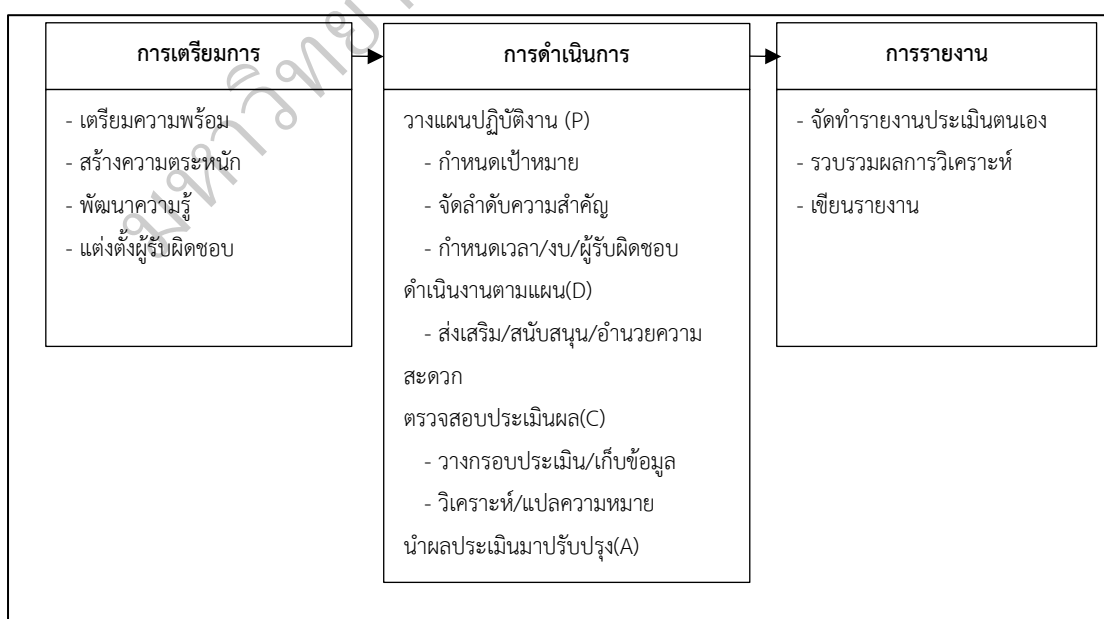 การเตรียมการ
- เตรียมความพร้อม
- สร้างความตระหนัก
- พัฒนาความรู้
- แต่งตั้งผู้รับผิดชอบ
การดำเนินการ
วางแผนปฏิบัติงาน (P)
- กำหนดเป้าหมาย
- จัดลำดับความสำคัญ
- กำหนดเวลา/งบ/ผู้รับผิดชอบ
ดำเนินงานตามแผน(D)
- ส่งเสริม/สนับสนุน/อำนวยความ
สะดวก
ตรวจสอบประเมินผล(C)
- วางกรอบประเมิน/เก็บข้อมูล
- วิเคราะห์/แปลความหมาย
นำผลประเมินมาปรับปรุง(A)
การรายงาน
- จัดทำรายงานประเมินตนเอง
- รวบรวมผลการวิเคราะห์
- เขียนรายงาน